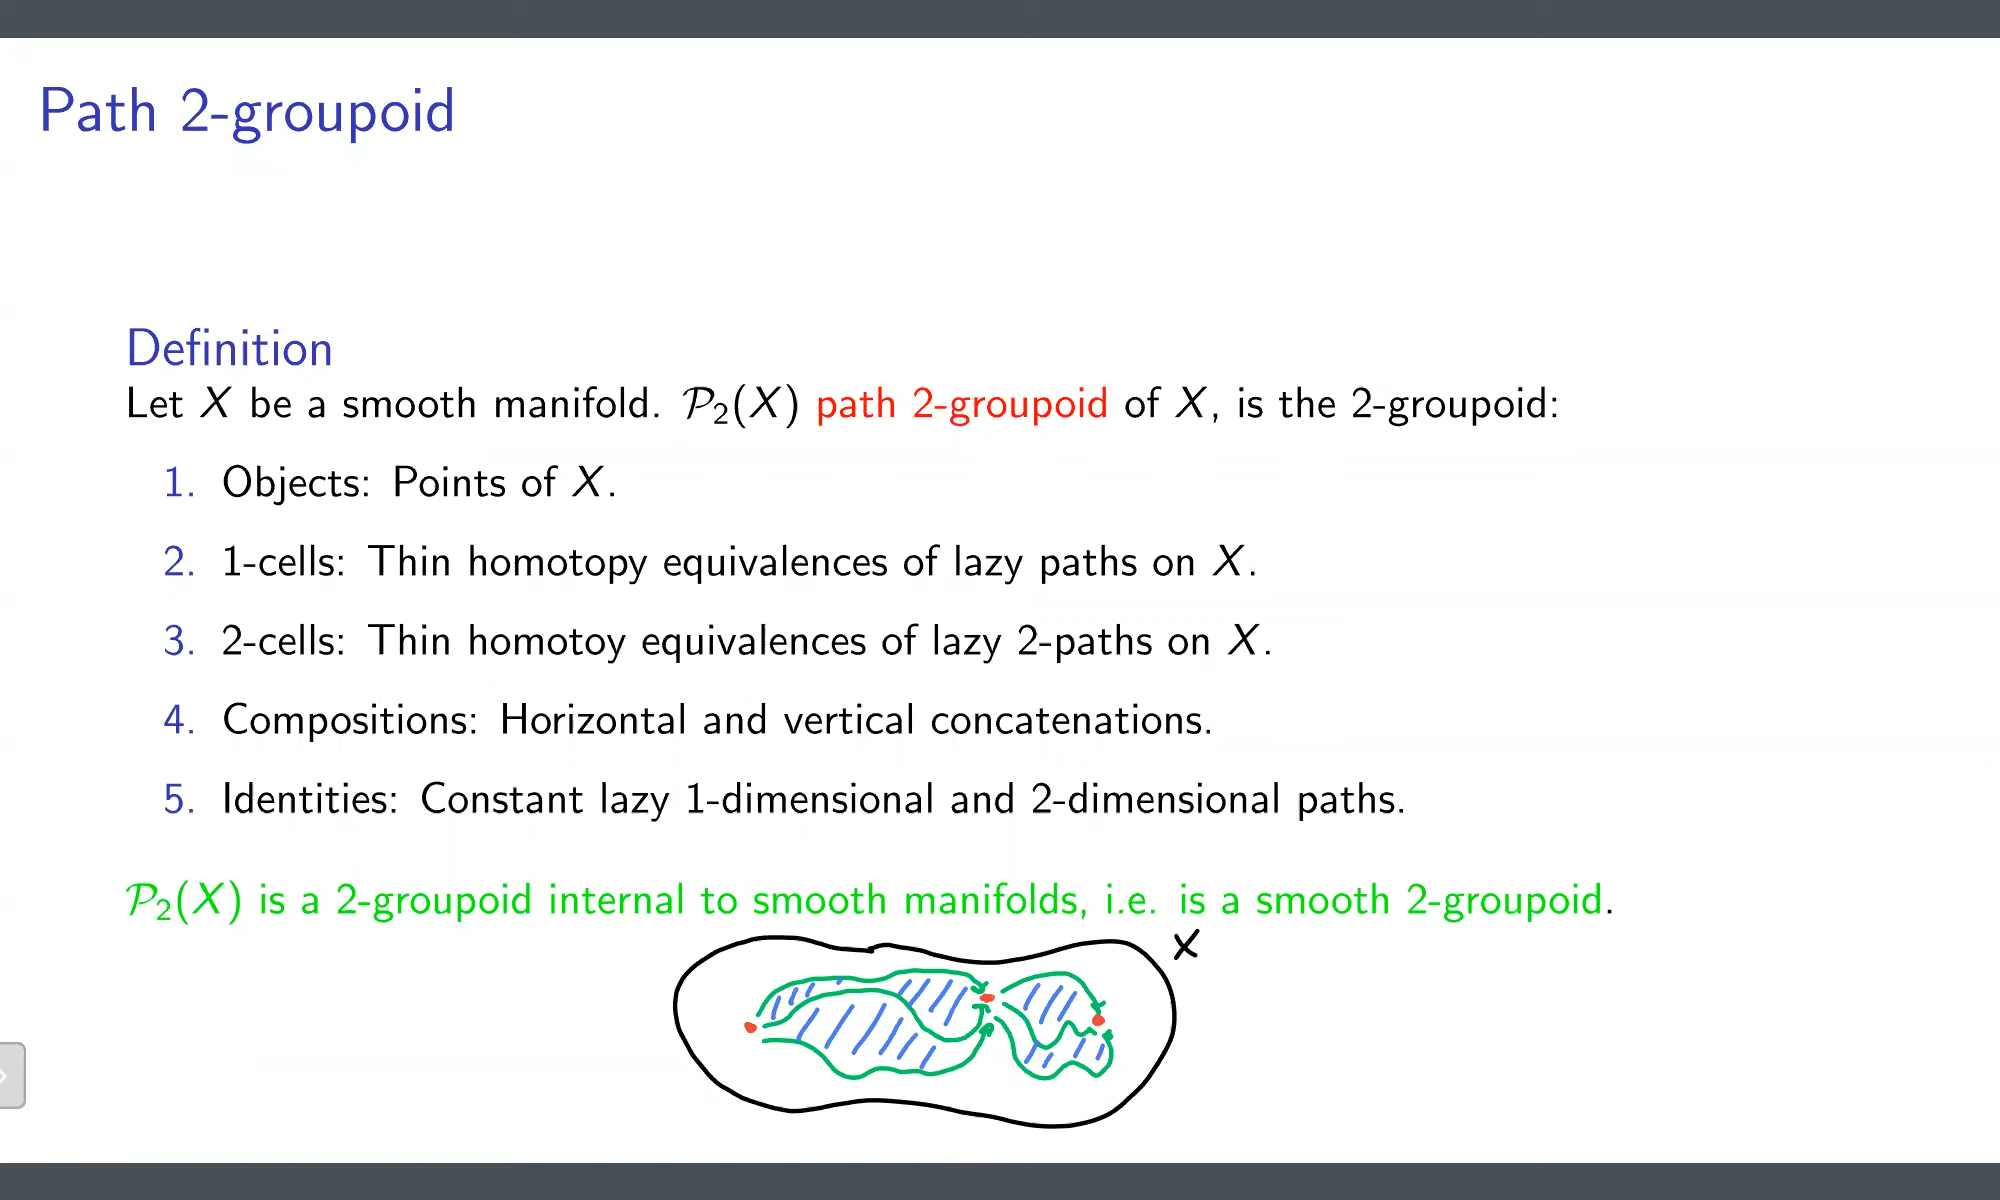 Path 2-groupoid
Definition
Let X be a smooth manifold. 𝒫₂(X) path 2-groupoid of X, is the 2-groupoid:
1. Objects: Points of X.
2. 1-cells: Thin homotopy equivalences of lazy paths on X.
3. 2-cells: Thin homotoy equivalences of lazy 2-paths on X.
4. Compositions: Horizontal and vertical concatenations.
5. Identities: Constant lazy 1-dimensional and 2-dimensional paths.
𝒫₂(X) is a 2-groupoid internal to smooth manifolds, i.e. is a smooth 2-groupoid.
X